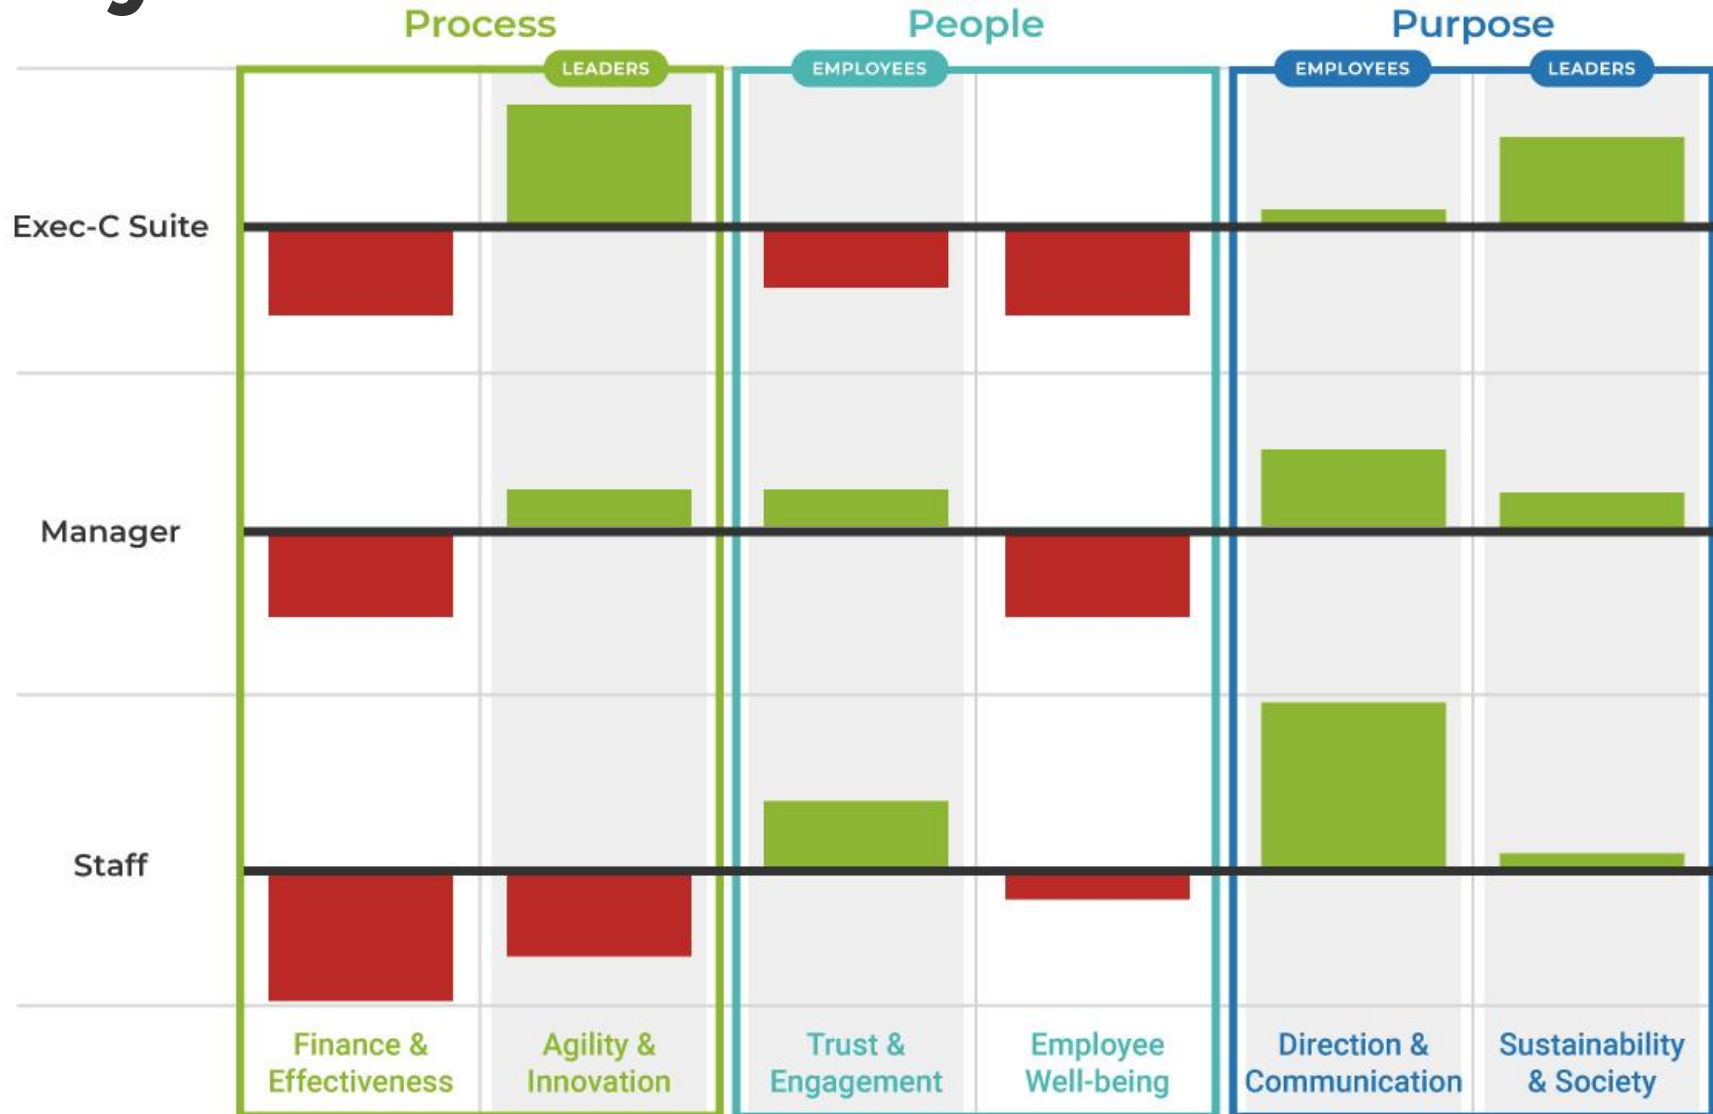 Process
People
Purpose
LEADERS
EMPLOYEES
EMPLOYEES
LEADERS
Exec-C Suite
Manager
Staff
Finance &
Effectiveness
Agility &
Innovation
Trust &
Engagement
Employee
Well-being
Direction &
Communication
Sustainability
& Society